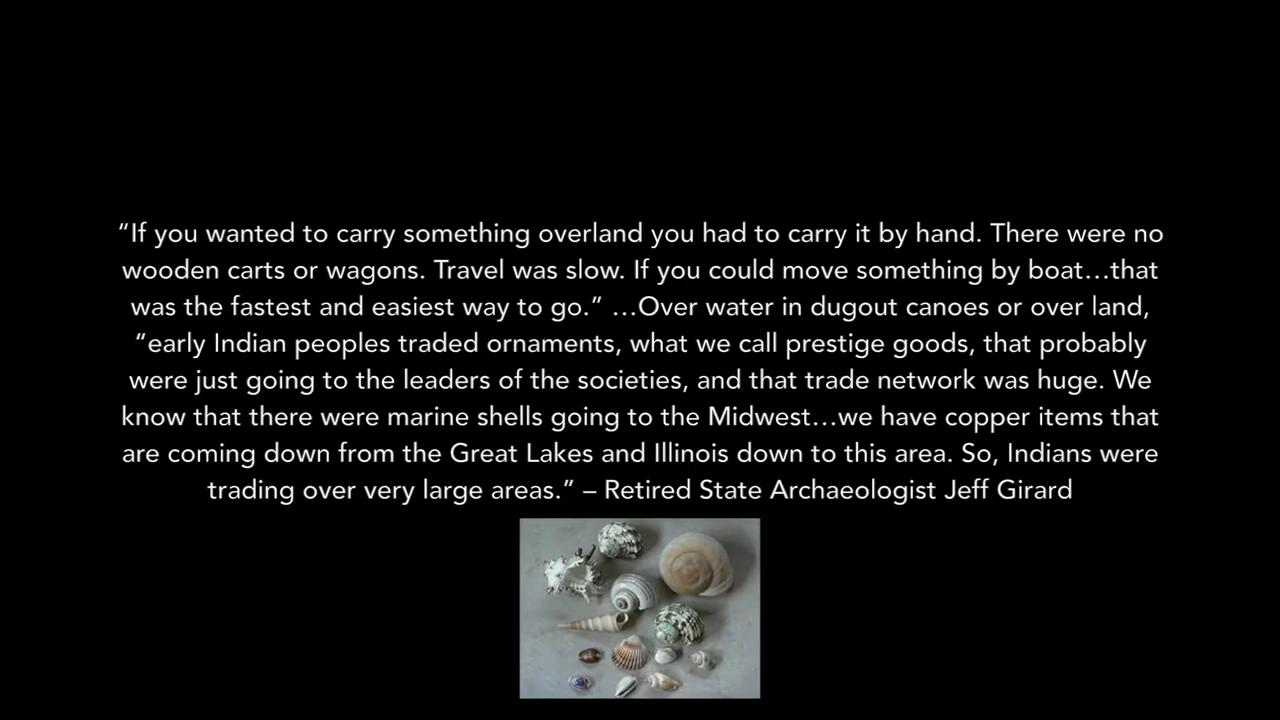 “If you wanted to carry something overland you had to carry it by hand. There were no
wooden carts or wagons. Travel was slow. If you could move something by boat…that
was the fastest and easiest way to go.” …Over water in dugout canoes or over land,
“early Indian peoples traded ornaments, what we call prestige goods, that probably
were just going to the leaders of the societies, and that trade network was huge. We
know that there were marine shells going to the Midwest…we have copper items that
are coming down from the Great Lakes and Illinois down to this area. So, Indians were
trading over very large areas.” – Retired State Archaeologist Jeff Girard